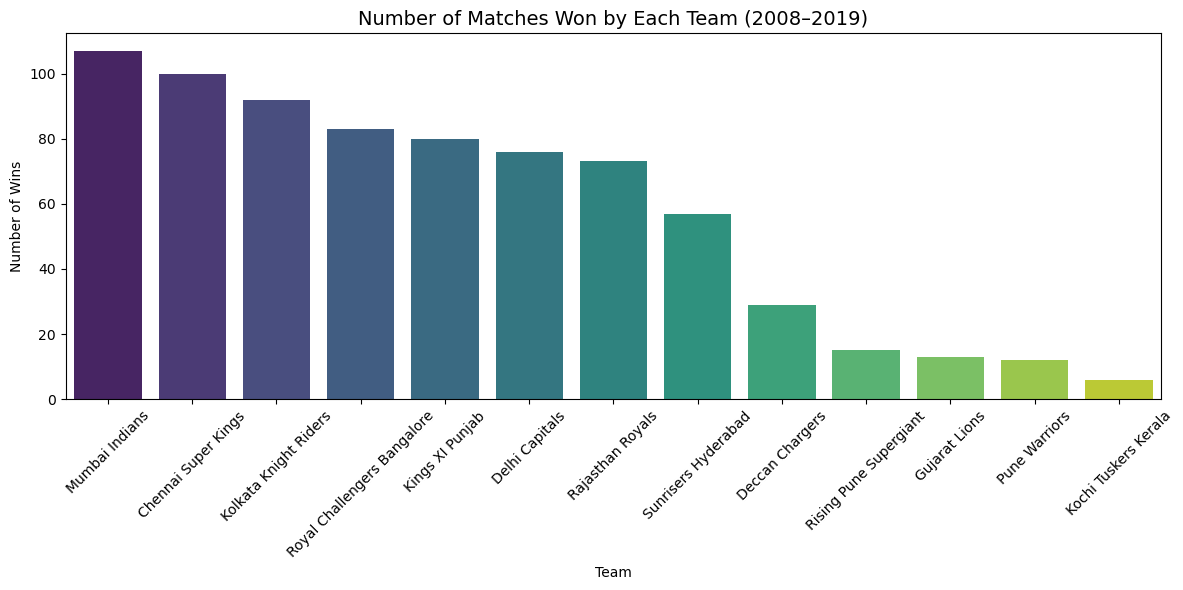 Number of Matches Won by Each Team (2008–2019)
Number of Wins
100
80
60
40
20
0
Mumbai Indians
Chennai Super Kings
Kolkata Knight Riders
Royal Challengers Bangalore
Kings XI Punjab
Delhi Capitals
Rajasthan Royals
Sunrisers Hyderabad
Deccan Chargers
Rising Pune Supergiant
Gujarat Lions
Pune Warriors
Kochi Tuskers Kerala
Team